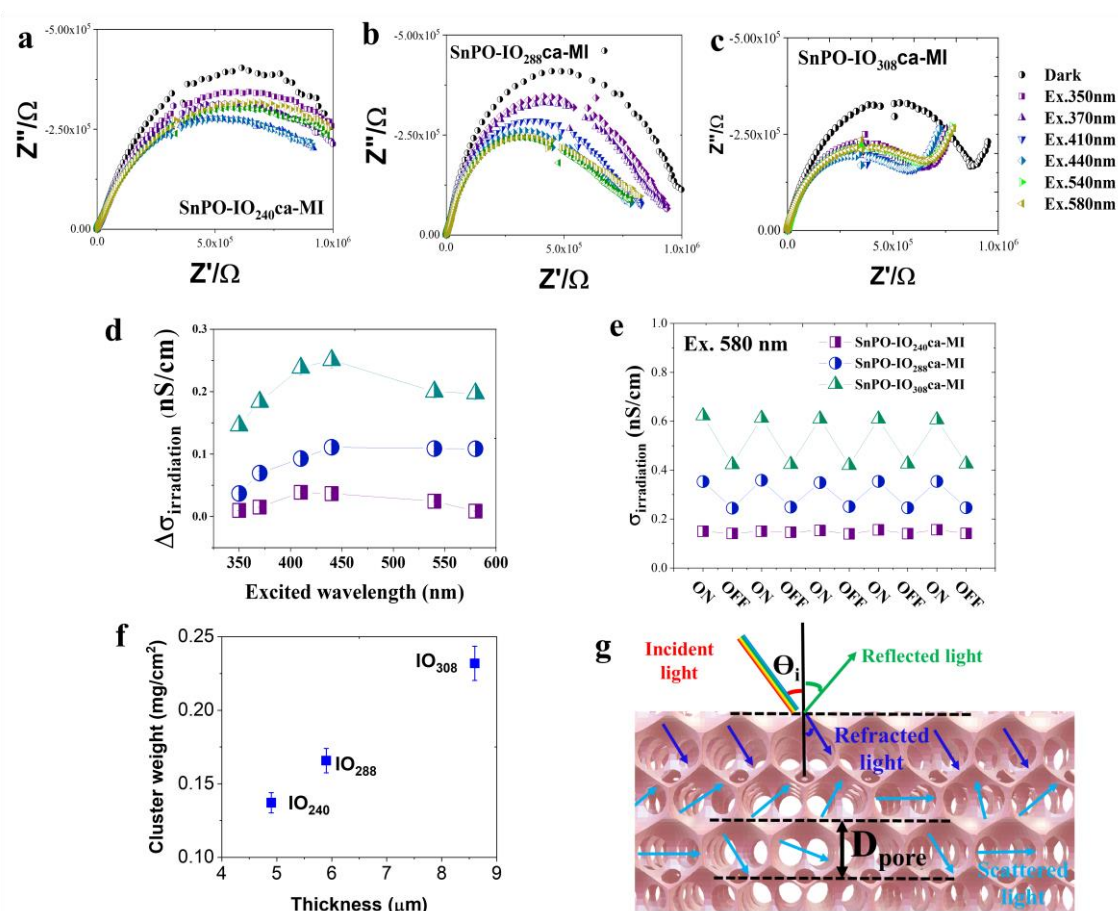 a
-5.00x10⁵
SnPO-IO₂₄₀ca-MI
-2.50x10⁵
0.00
0.0
5.0x10⁵
1.0x10⁶
Z''/Ω
Z'/Ω
b
-5.00x10⁵
SnPO-IO₂₈₈ca-MI
-2.50x10⁵
0.00
0.0
5.0x10⁵
1.0x10⁶
Z''/Ω
Z'/Ω
c
-5.00x10⁵
SnPO-IO₃₀₈ca-MI
-2.50x10⁵
0.00
0.0
5.0x10⁵
1.0x10⁶
Z''/Ω
Z'/Ω
Dark
Ex.350nm
Ex.370nm
Ex.410nm
Ex.440nm
Ex.540nm
Ex.580nm
d
0.3
0.2
0.1
0.0
Δσirradiation (nS/cm)
350 400 450 500 550 600
Excited wavelength (nm)
e
1.0
0.8
0.6
0.4
0.2
0.0
σirradiation (nS/cm)
Ex. 580 nm
SnPO-IO₂₄₀ca-MI
SnPO-IO₂₈₈ca-MI
SnPO-IO₃₀₈ca-MI
ON OFF ON OFF ON OFF ON OFF ON OFF
f
0.25
0.20
0.15
0.10
Cluster weight (mg/cm²)
IO₃₀₈
IO₂₈₈
IO₂₄₀
4 5 6 7 8 9
Thickness (μm)
g
Incident
light
Θi
Reflected light
Refracted
light
Dpore
Scattered
light